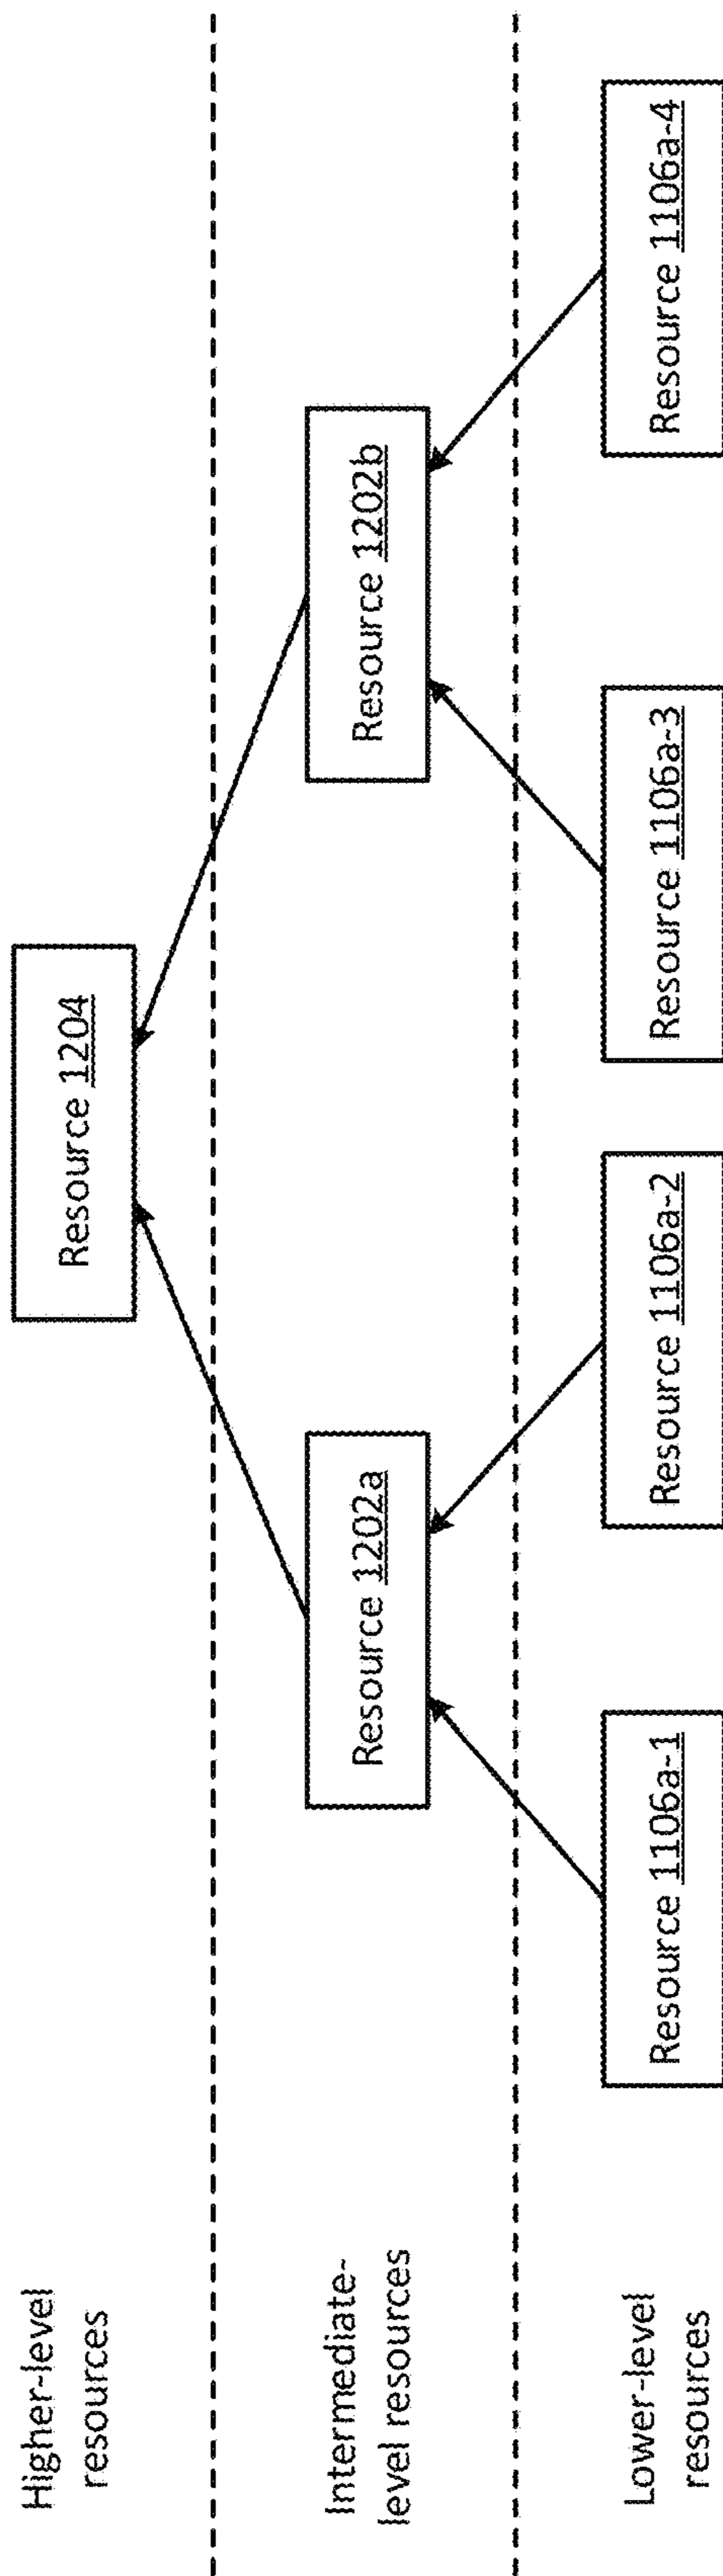 Higher-level
resources
Resource 1204
Intermediate-
level resources
Resource 1202a
Resource 1202b
Lower-level
resources
Resource 1106a-1
Resource 1106a-2
Resource 1106a-3
Resource 1106a-4